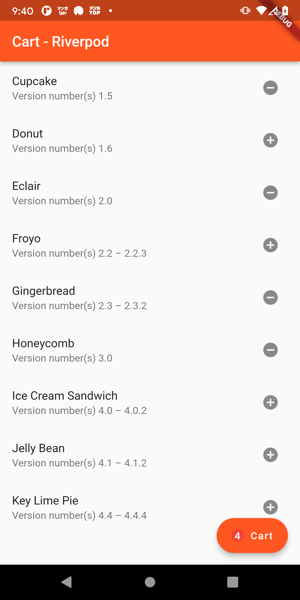 9:40
DEBUG
Cart - Riverpod
Cupcake
Version number(s) 1.5
Donut
Version number(s) 1.6
Eclair
Version number(s) 2.0
Froyo
Version number(s) 2.2 – 2.2.3
Gingerbread
Version number(s) 2.3 – 2.3.2
Honeycomb
Version number(s) 3.0
Ice Cream Sandwich
Version number(s) 4.0 – 4.0.2
Jelly Bean
Version number(s) 4.1 – 4.1.2
Key Lime Pie
Version number(s) 4.4 – 4.4.4
4 Cart